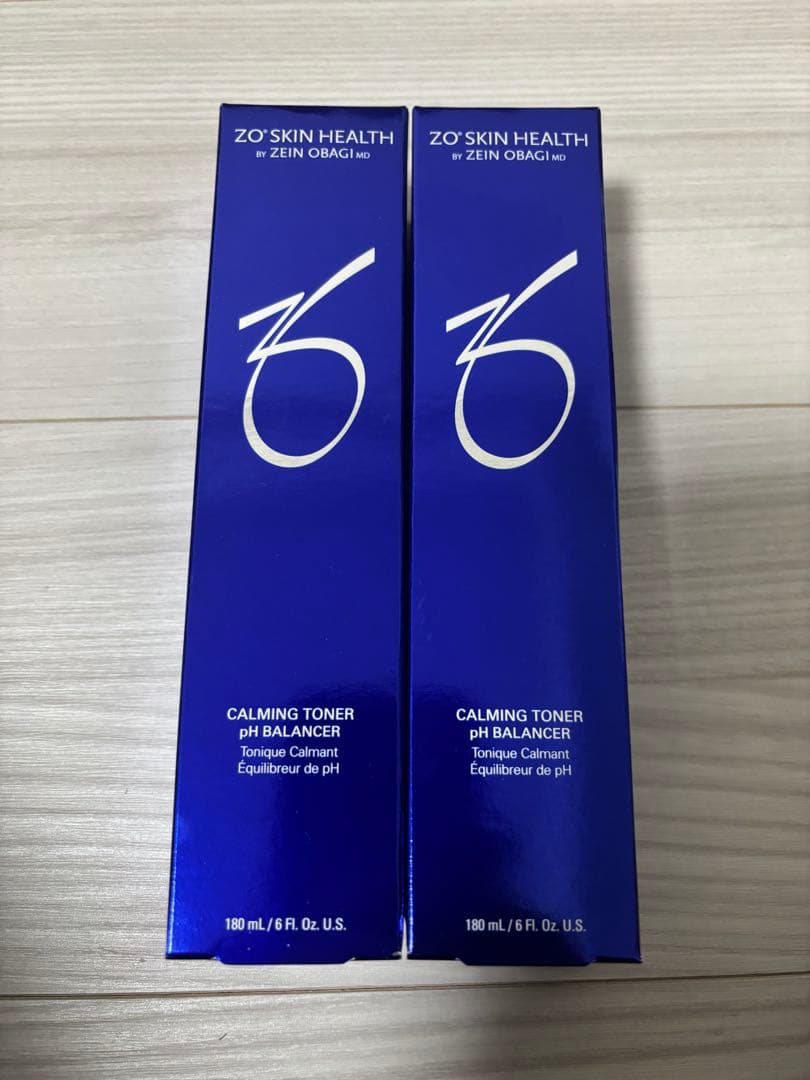 ZO® SKIN HEALTH
BY ZEIN OBAGI MD
CALMING TONER
pH BALANCER
Tonique Calmant
Équilibreur de pH
180 mL / 6 Fl. Oz. U.S.
ZO® SKIN HEALTH
BY ZEIN OBAGI MD
CALMING TONER
pH BALANCER
Tonique Calmant
Équilibreur de pH
180 mL / 6 Fl. Oz. U.S.